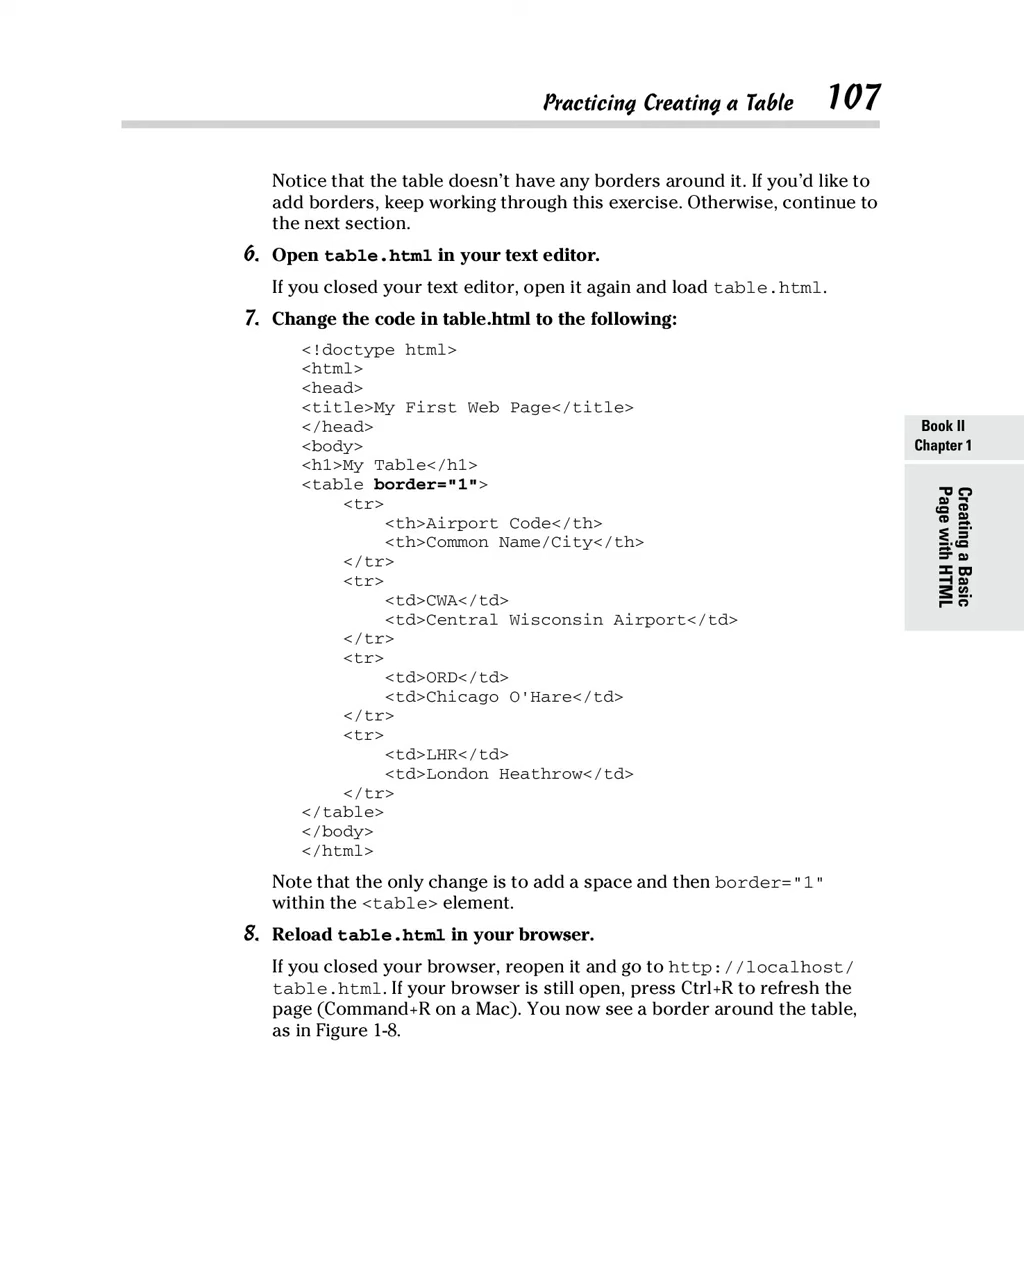 Practicing Creating a Table 107
Notice that the table doesn't have any borders around it. If you'd like to
add borders, keep working through this exercise. Otherwise, continue to
the next section.
6. Open table.html in your text editor.
If you closed your text editor, open it again and load table.html.
7. Change the code in table.html to the following:
<!doctype html>
<html>
<head>
<title>My First Web Page</title>
</head>
<body>
<h1>My Table</h1>
<table border="1">
    <tr>
        <th>Airport Code</th>
        <th>Common Name/City</th>
    </tr>
    <tr>
        <td>CWA</td>
        <td>Central Wisconsin Airport</td>
    </tr>
    <tr>
        <td>ORD</td>
        <td>Chicago O'Hare</td>
    </tr>
    <tr>
        <td>LHR</td>
        <td>London Heathrow</td>
    </tr>
</table>
</body>
</html>
Note that the only change is to add a space and then border="1"
within the <table> element.
8. Reload table.html in your browser.
If you closed your browser, reopen it and go to http://localhost/
table.html. If your browser is still open, press Ctrl+R to refresh the
page (Command+R on a Mac). You now see a border around the table,
as in Figure 1-8.
Book II
Chapter 1
Creating a Basic
Page with HTML